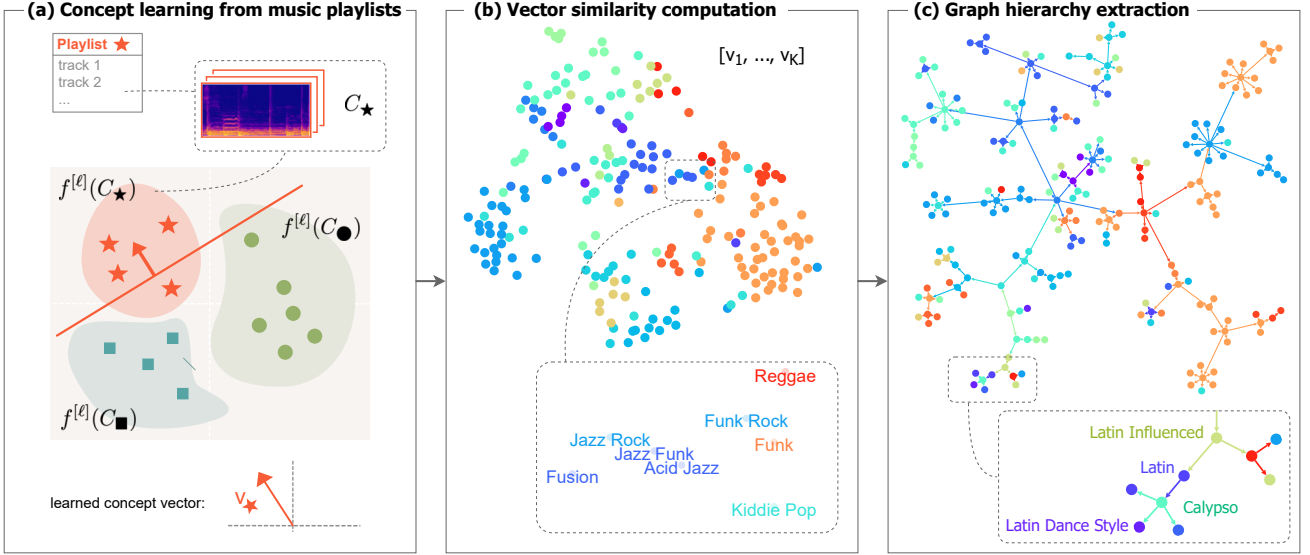 (a) Concept learning from music playlists
Playlist ★
track 1
track 2
...
C★
f[ℓ](C★)
f[ℓ](C●)
f[ℓ](C■)
learned concept vector:
V★
(b) Vector similarity computation
[v1, ..., vK]
Reggae
Funk Rock
Jazz Rock
Funk
Jazz Funk
Acid Jazz
Fusion
Kiddie Pop
(c) Graph hierarchy extraction
Latin Influenced
Latin
Calypso
Latin Dance Style